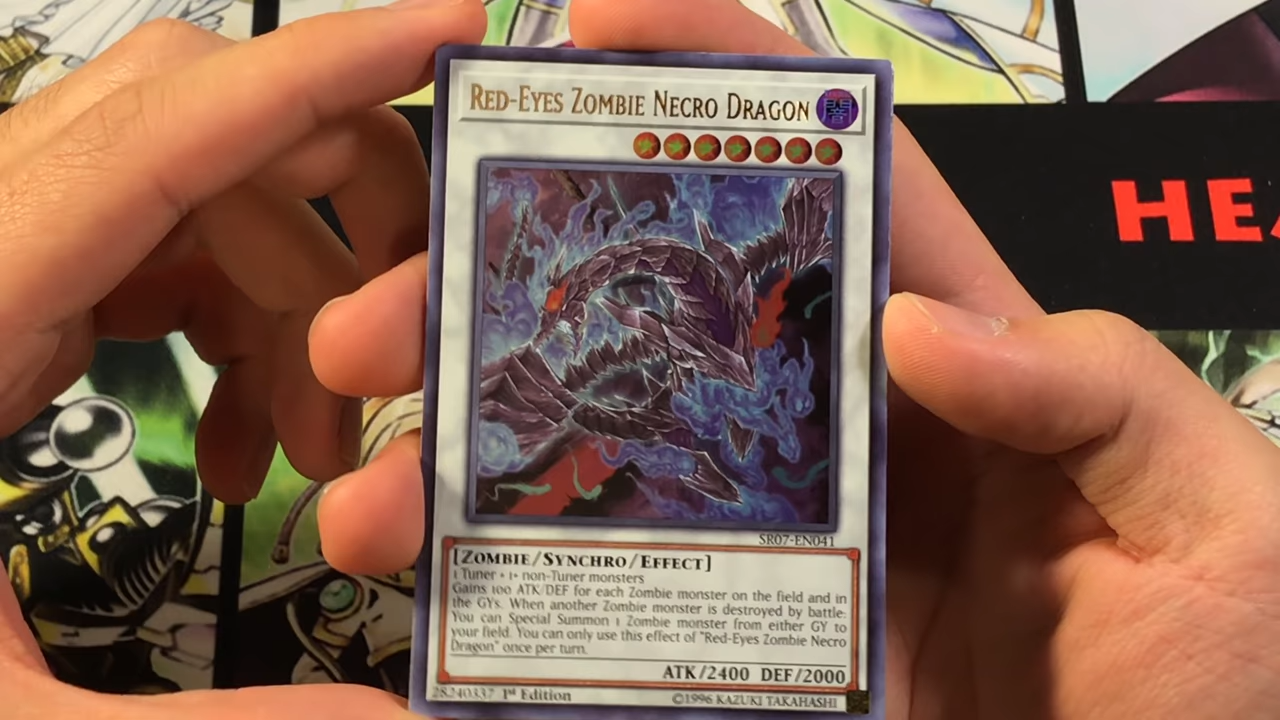 RED-EYES ZOMBIE NECRO DRAGON
闇
HE
SR07-EN041
[ZOMBIE/SYNCHRO/EFFECT]
1 Tuner + 1+ non-Tuner monsters
Gains 100 ATK/DEF for each Zombie monster on the field and in
the GYs. When another Zombie monster is destroyed by battle:
You can Special Summon 1 Zombie monster from either GY to
your field. You can only use this effect of "Red-Eyes Zombie Necro
Dragon" once per turn.
ATK/2400 DEF/2000
28240337 1st Edition
©1996 KAZUKI TAKAHASHI